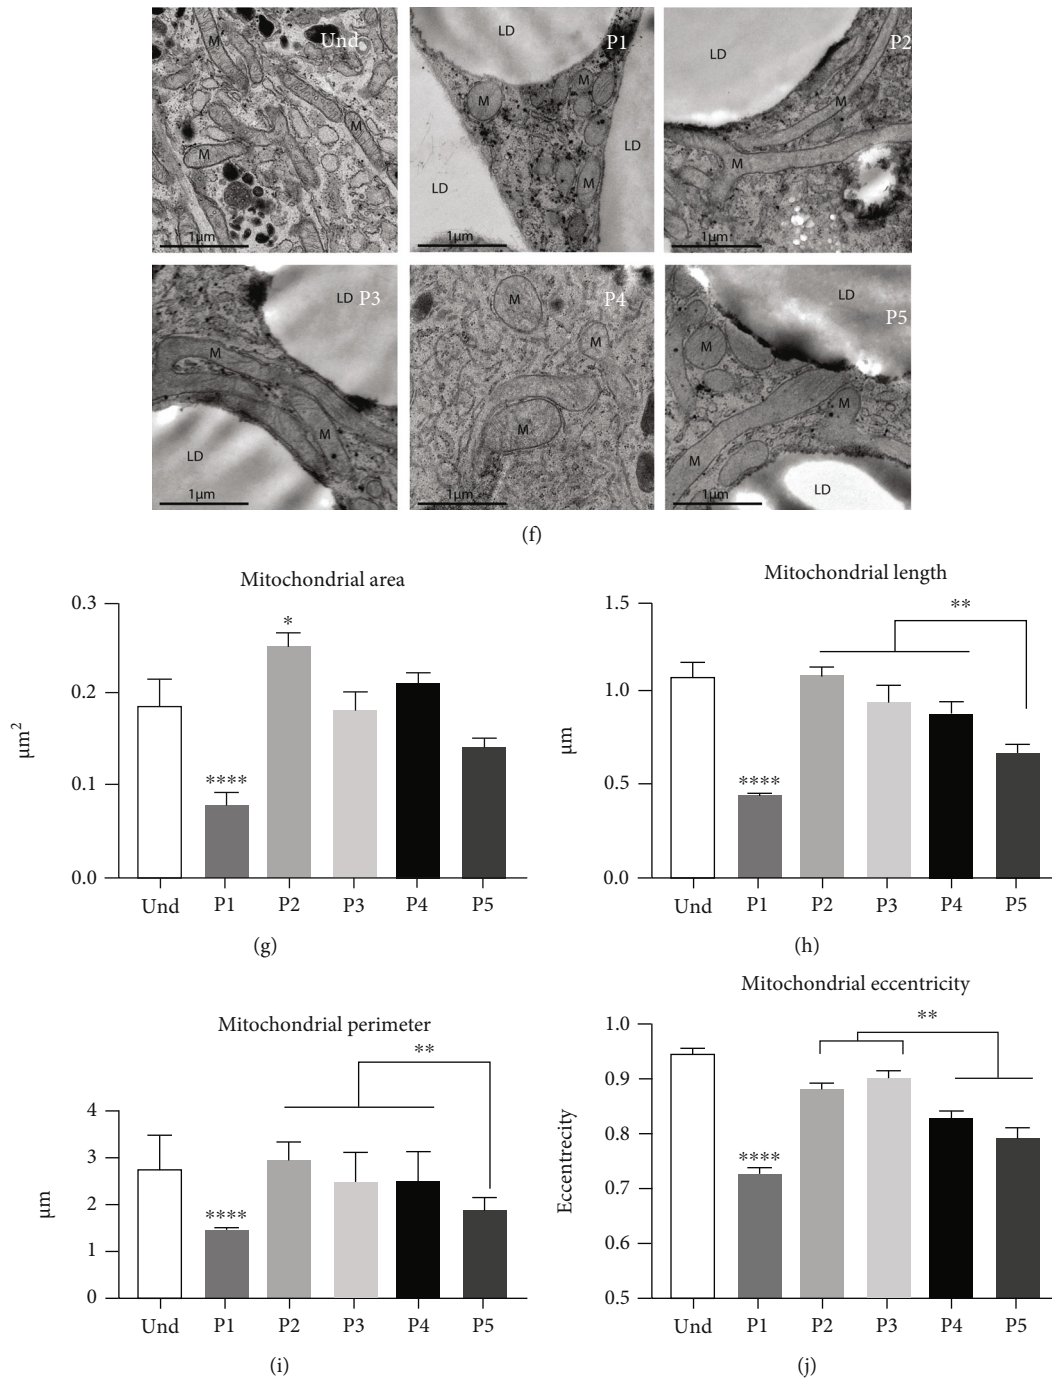 Und
M
M
M
1μm
LD
P1
M
M
LD
LD
M
1μm
LD
P2
M
M
1μm
LD P3
M
M
LD
1μm
M
P4
M
M
1μm
LD
P5
M
M
M
LD
1μm
(f)
Mitochondrial area
0.3
*
0.2
μm²
****
0.1
0.0
Und P1 P2 P3 P4 P5
(g)
Mitochondrial length
1.5
**
1.0
μm
****
0.5
0.0
Und P1 P2 P3 P4 P5
(h)
Mitochondrial perimeter
**
4
3
μm
2
****
1
0
Und P1 P2 P3 P4 P5
(i)
Mitochondrial eccentricity
1.0
**
0.9
Eccentrecity
0.8
****
0.7
0.6
0.5
Und P1 P2 P3 P4 P5
(j)